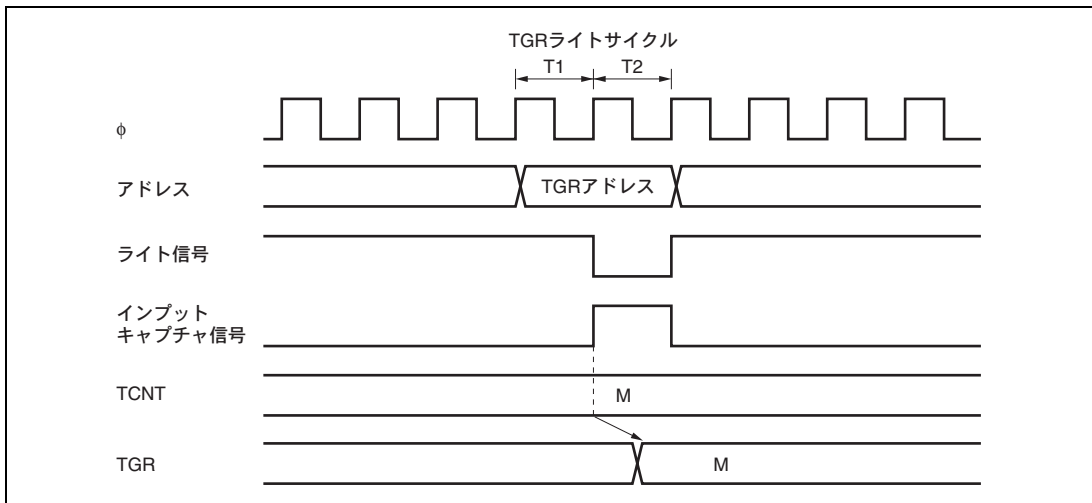 TGRライトサイクル
T1 T2
φ
アドレス TGRアドレス
ライト信号
インプット
キャプチャ信号
TCNT M
TGR M